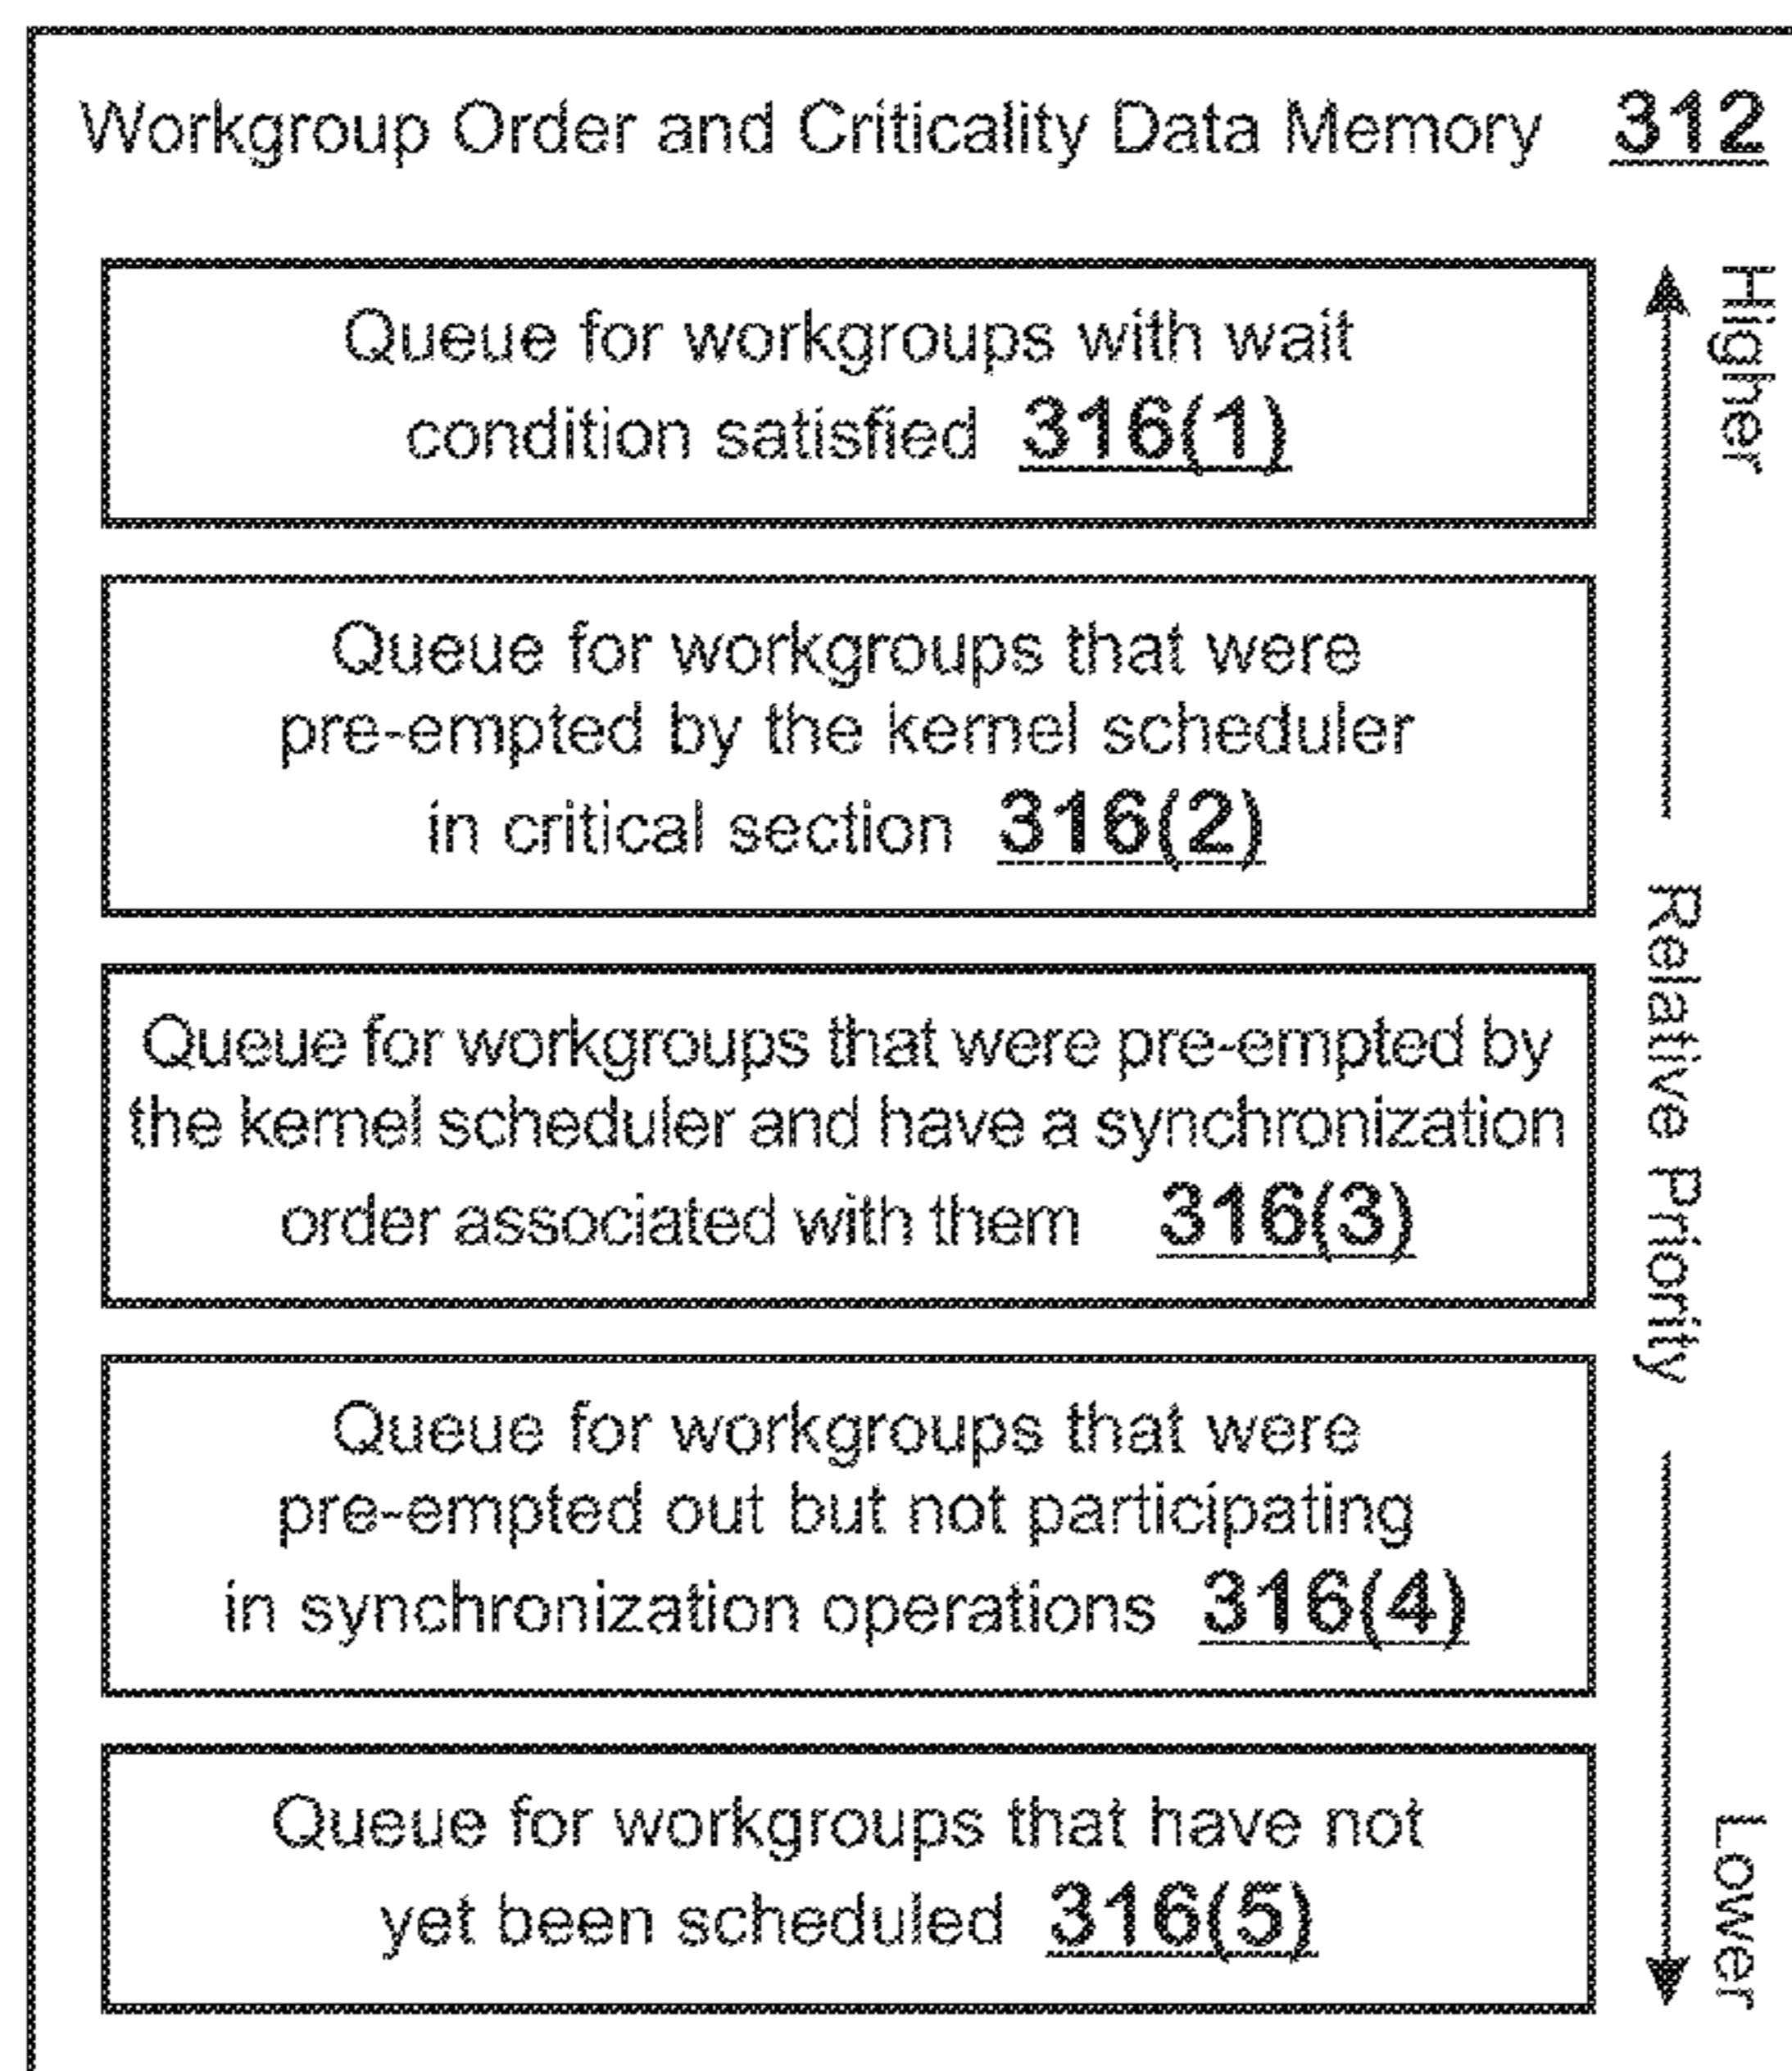 Workgroup Order and Criticality Data Memory 312
Queue for workgroups with wait
condition satisfied 316(1)
Queue for workgroups that were
pre-empted by the kernel scheduler
in critical section 316(2)
Queue for workgroups that were pre-empted by
the kernel scheduler and have a synchronization
order associated with them 316(3)
Queue for workgroups that were
pre-empted out but not participating
in synchronization operations 316(4)
Queue for workgroups that have not
yet been scheduled 316(5)
Higher
Relative Priority
Lower